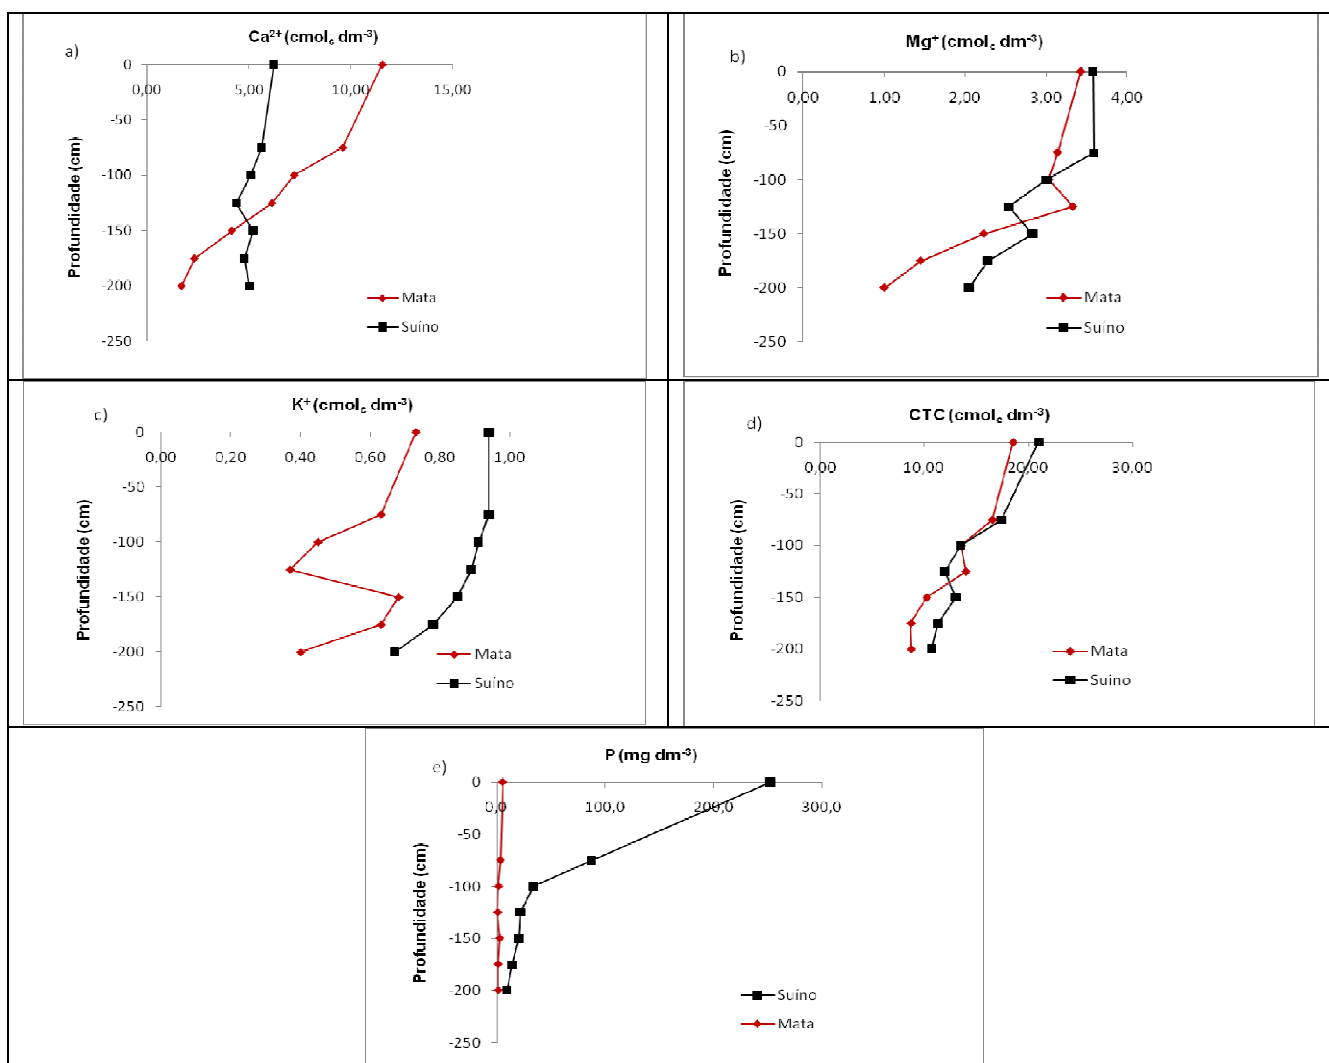 a)
Ca²⁺ (cmolc dm⁻³)
0,00 5,00 10,00 15,00
0
-50
-100
-150
-200
-250
Profundidade (cm)
Mata
Suíno
b)
Mg⁺ (cmolc dm⁻³)
0,00 1,00 2,00 3,00 4,00
0
-50
-100
-150
-200
-250
Profundidade (cm)
Mata
Suíno
c)
K⁺ (cmolc dm⁻³)
0,00 0,20 0,40 0,60 0,80 1,00
0
-50
-100
-150
-200
-250
Profundidade (cm)
Mata
Suíno
d)
CTC (cmolc dm⁻³)
0,00 10,00 20,00 30,00
0
-50
-100
-150
-200
-250
Profundidade (cm)
Mata
Suíno
e)
P (mg dm⁻³)
0,0 100,0 200,0 300,0
0
-50
-100
-150
-200
-250
Profundidade (cm)
Suíno
Mata